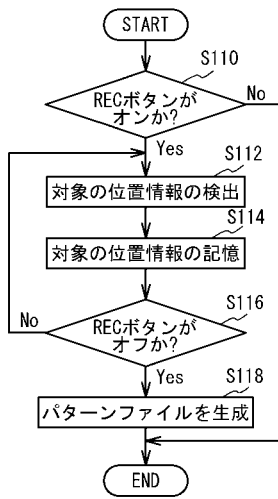 START
S110
RECボタンが
オンか?
No
Yes
S112
対象の位置情報の検出
S114
対象の位置情報の記憶
S116
RECボタンが
オフか?
No
Yes
S118
パターンファイルを生成
END